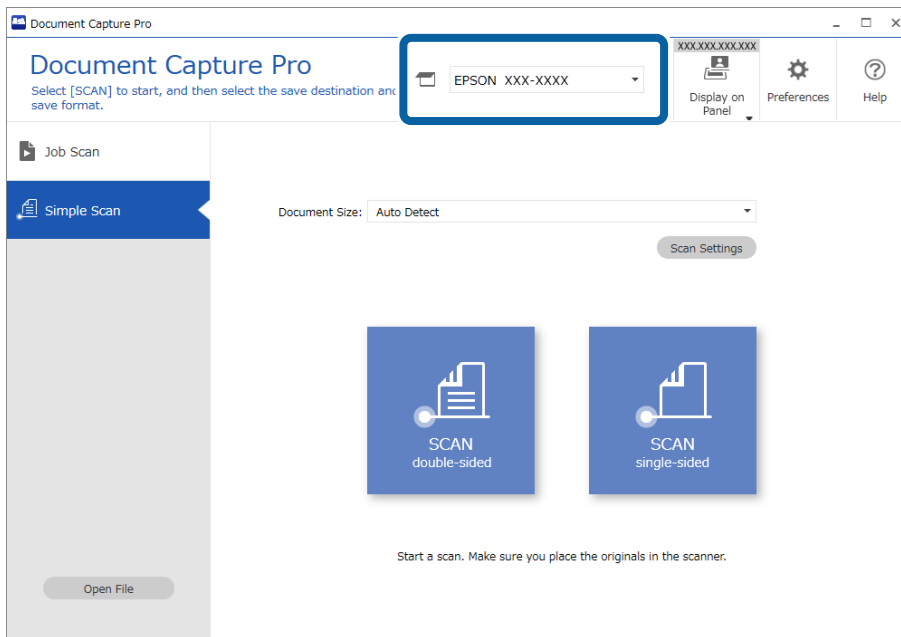 Document Capture Pro
Document Capture Pro
Select [SCAN] to start, and then select the save destination and
save format.
EPSON XXX-XXXX
XXX.XXX.XXX.XXX
Display on
Panel
Preferences
Help
Job Scan
Simple Scan
Document Size:
Auto Detect
Scan Settings
SCAN
double-sided
SCAN
single-sided
Start a scan. Make sure you place the originals in the scanner.
Open File